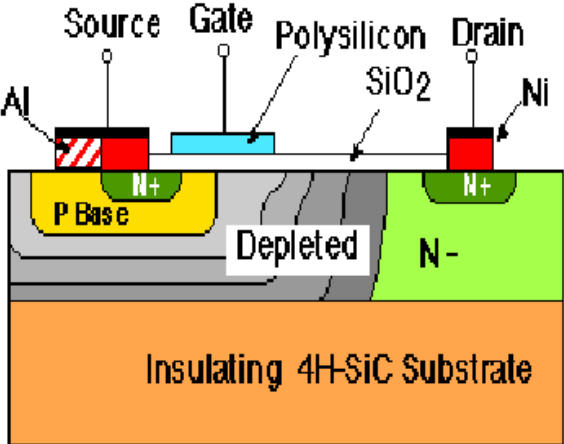 Source
Gate
Polysilicon
Drain
SiO2
Al
Ni
N+
N+
P Base
Depleted
N-
Insulating 4H-SiC Substrate